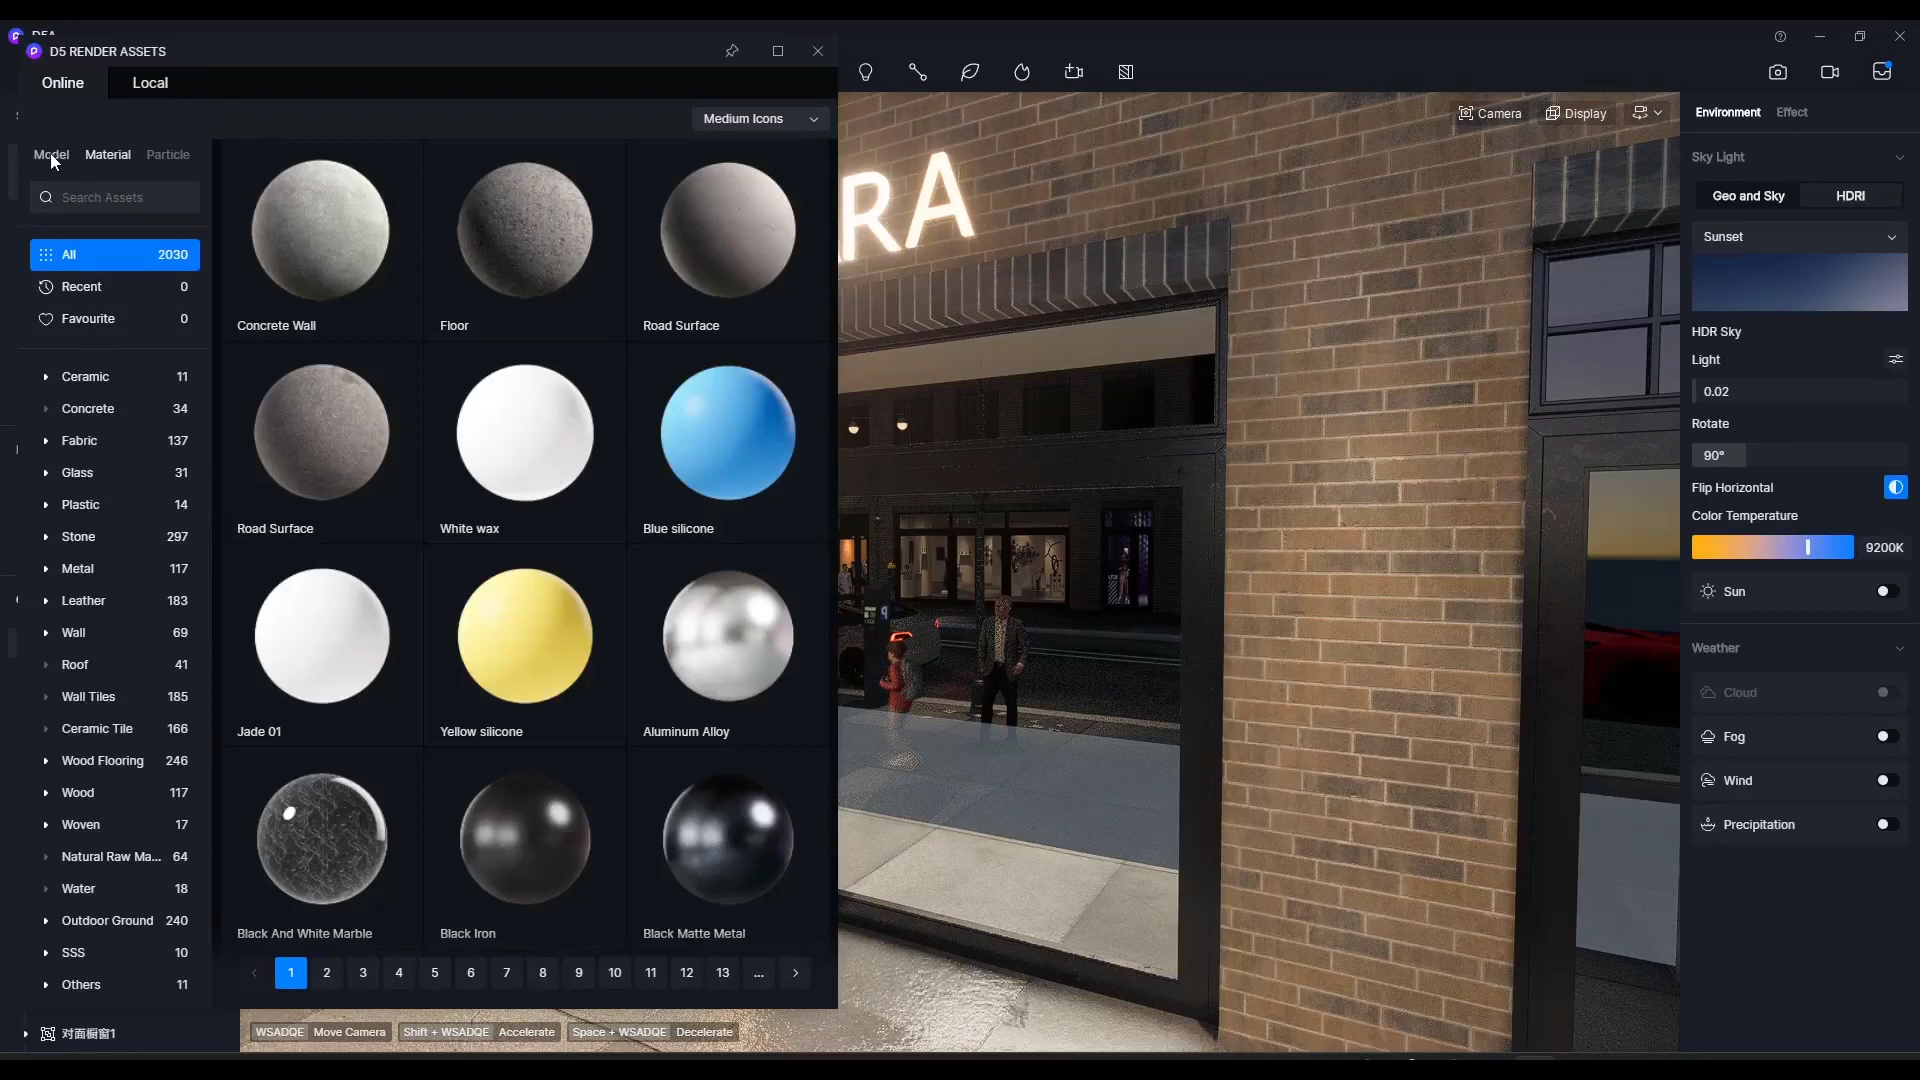 D5 RENDER ASSETS
Online
Local
Medium Icons
Model
Material
Particle
Search Assets
All 2030
Recent 0
Favourite 0
Ceramic 11
Concrete 34
Fabric 137
Glass 31
Plastic 14
Stone 297
Metal 117
Leather 183
Wall 69
Roof 41
Wall Tiles 185
Ceramic Tile 166
Wood Flooring 246
Wood 117
Woven 17
Natural Raw Ma... 64
Water 18
Outdoor Ground 240
SSS 10
Others 11
对面橱窗1
Concrete Wall
Floor
Road Surface
Road Surface
White wax
Blue silicone
Jade 01
Yellow silicone
Aluminum Alloy
Black And White Marble
Black Iron
Black Matte Metal
1 2 3 4 5 6 7 8 9 10 11 12 13 ...
WSADQE Move Camera
Shift + WSADQE Accelerate
Space + WSADQE Decelerate
RA
Camera
Display
Environment
Effect
Sky Light
Geo and Sky
HDRI
Sunset
HDR Sky
Light
0.02
Rotate
90°
Flip Horizontal
Color Temperature
9200K
Sun
Weather
Cloud
Fog
Wind
Precipitation